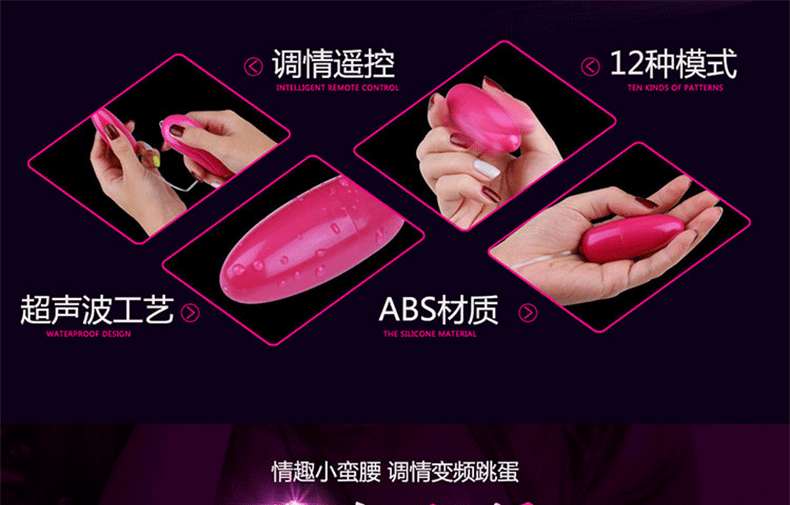 调情遥控
INTELLIGENT REMOTE CONTROL
12种模式
TEN KINDS OF PATTERNS
超声波工艺
WATERPROOF DESIGN
ABS材质
THE SILICONE MATERIAL
情趣小蛮腰 调情变频跳蛋